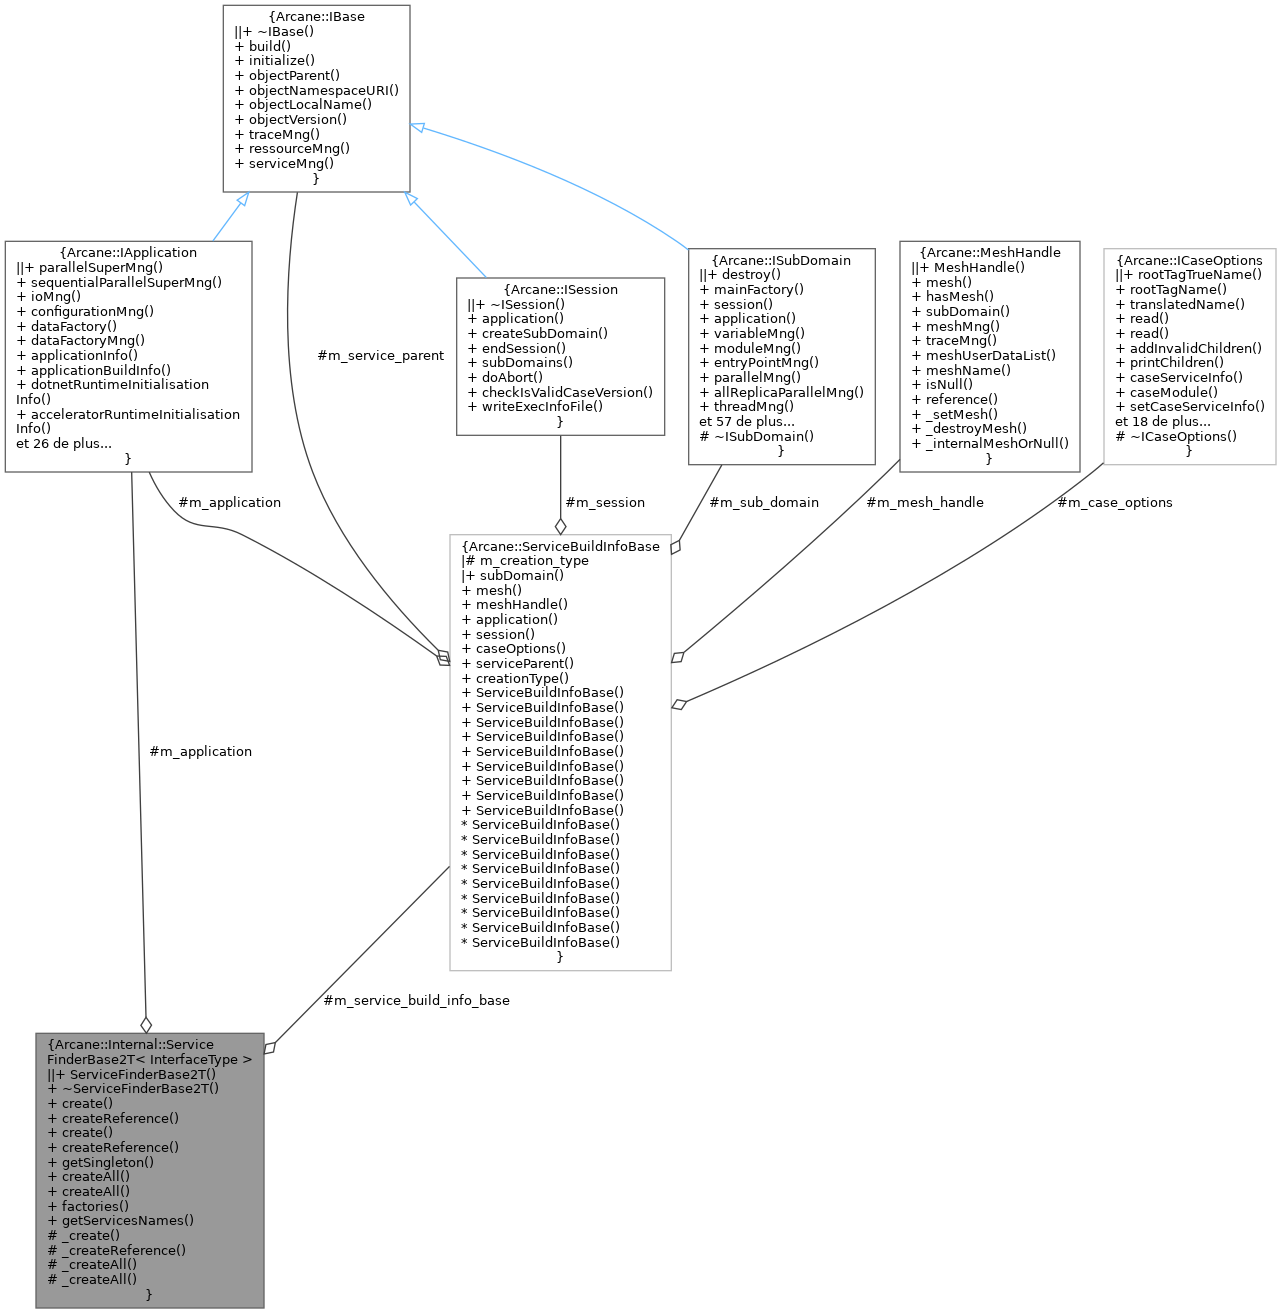 {Arcane::IBase
||+ ~IBase()
+ build()
+ initialize()
+ objectParent()
+ objectNamespaceURI()
+ objectLocalName()
+ objectVersion()
+ traceMng()
+ ressourceMng()
+ serviceMng()
}
{Arcane::IApplication
||+ parallelSuperMng()
+ sequentialParallelSuperMng()
+ ioMng()
+ configurationMng()
+ dataFactory()
+ dataFactoryMng()
+ applicationInfo()
+ applicationBuildInfo()
+ dotnetRuntimeInitialisation
Info()
+ acceleratorRuntimeInitialisation
Info()
et 26 de plus...
}
#m_service_parent
{Arcane::ISession
||+ ~ISession()
+ application()
+ createSubDomain()
+ endSession()
+ subDomains()
+ doAbort()
+ checkIsValidCaseVersion()
+ writeExecInfoFile()
}
{Arcane::ISubDomain
||+ destroy()
+ mainFactory()
+ session()
+ application()
+ variableMng()
+ moduleMng()
+ entryPointMng()
+ parallelMng()
+ allReplicaParallelMng()
+ threadMng()
et 57 de plus...
# ~ISubDomain()
}
{Arcane::MeshHandle
||+ MeshHandle()
+ mesh()
+ hasMesh()
+ subDomain()
+ meshMng()
+ traceMng()
+ meshUserDataList()
+ meshName()
+ isNull()
+ reference()
+ _setMesh()
+ _destroyMesh()
+ _internalMeshOrNull()
}
{Arcane::ICaseOptions
||+ rootTagTrueName()
+ rootTagName()
+ translatedName()
+ read()
+ read()
+ addInvalidChildren()
+ printChildren()
+ caseServiceInfo()
+ caseModule()
+ setCaseServiceInfo()
et 18 de plus...
# ~ICaseOptions()
}
#m_application
#m_session
#m_sub_domain
#m_mesh_handle
#m_case_options
{Arcane::ServiceBuildInfoBase
|# m_creation_type
|+ subDomain()
+ mesh()
+ meshHandle()
+ application()
+ session()
+ caseOptions()
+ serviceParent()
+ creationType()
+ ServiceBuildInfoBase()
+ ServiceBuildInfoBase()
+ ServiceBuildInfoBase()
+ ServiceBuildInfoBase()
+ ServiceBuildInfoBase()
+ ServiceBuildInfoBase()
+ ServiceBuildInfoBase()
+ ServiceBuildInfoBase()
+ ServiceBuildInfoBase()
* ServiceBuildInfoBase()
* ServiceBuildInfoBase()
* ServiceBuildInfoBase()
* ServiceBuildInfoBase()
* ServiceBuildInfoBase()
* ServiceBuildInfoBase()
* ServiceBuildInfoBase()
* ServiceBuildInfoBase()
* ServiceBuildInfoBase()
}
#m_application
#m_service_build_info_base
{Arcane::Internal::Service
FinderBase2T< InterfaceType >
||+ ServiceFinderBase2T()
+ ~ServiceFinderBase2T()
+ create()
+ createReference()
+ create()
+ createReference()
+ getSingleton()
+ createAll()
+ createAll()
+ factories()
+ getServicesNames()
# _create()
# _createReference()
# _createAll()
# _createAll()
}